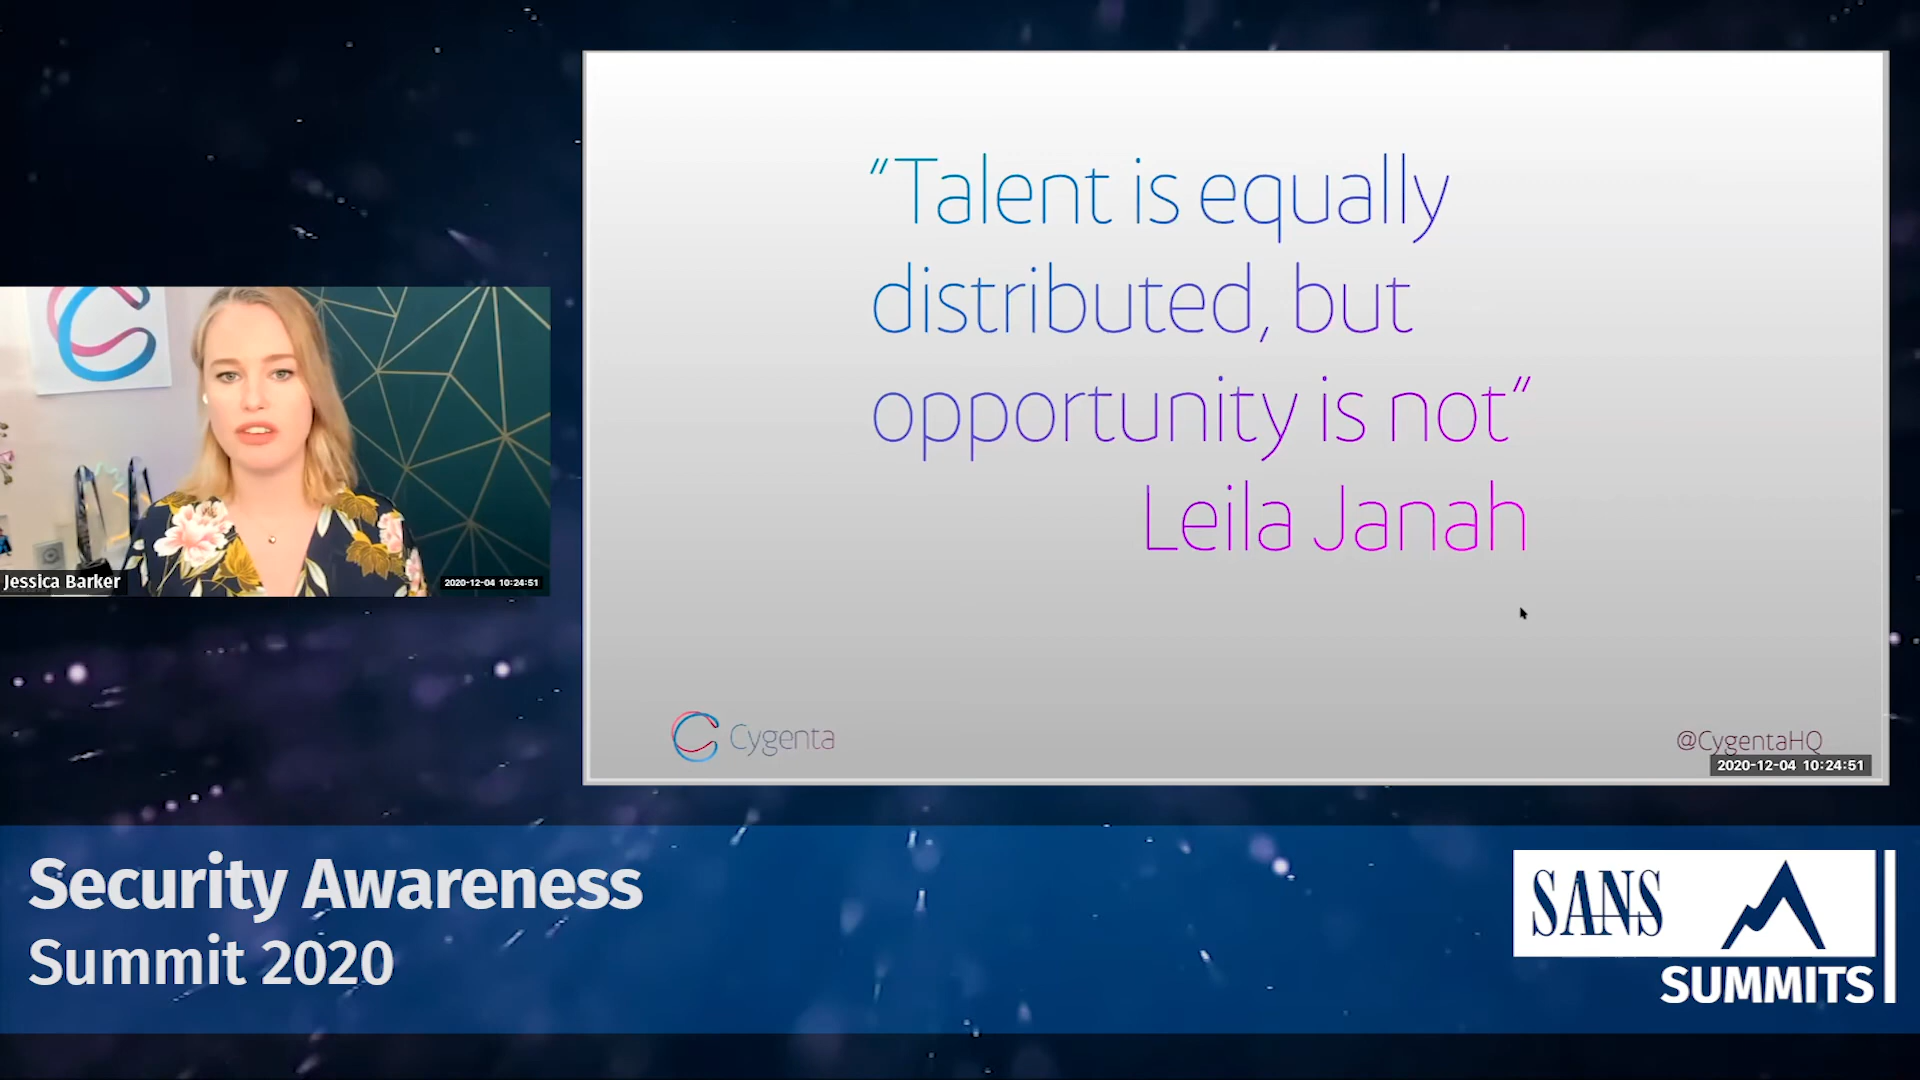 “Talent is equally
distributed, but
opportunity is not“
Leila Janah
Jessica Barker
2020-12-04 10:24:51
Cygenta
@CygentaHQ
2020-12-04 10:24:51
Security Awareness
Summit 2020
SANS
SUMMITS